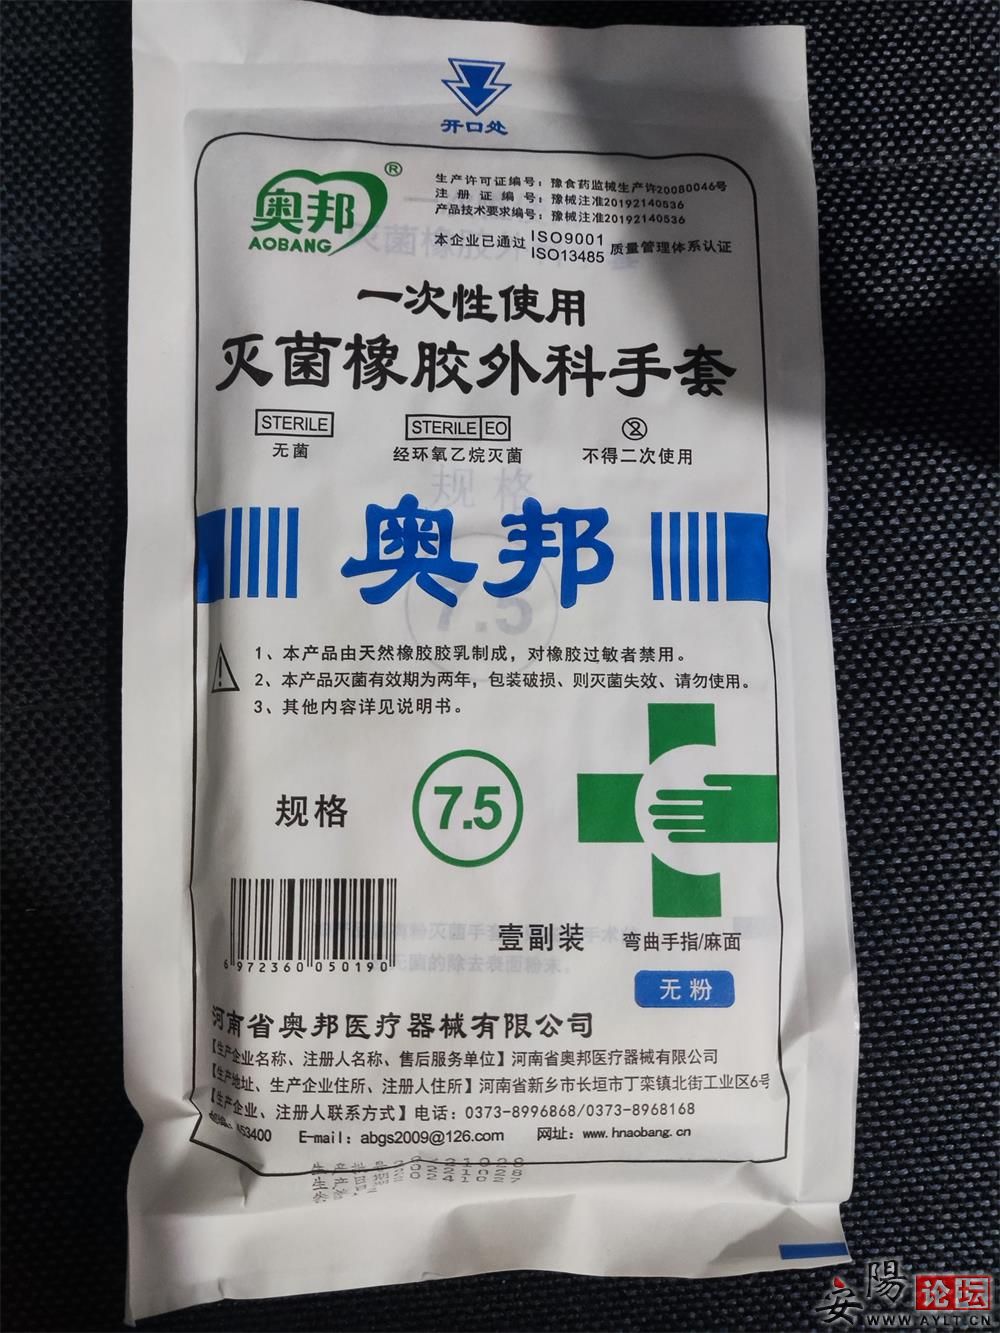 开口处
奥邦®
AOBANG
生产许可证编号：豫食药监械生产许20080046号
注册证编号：豫械注准20192140536
产品技术要求编号：豫械注准20192140536
本企业已通过 ISO9001 ISO13485 质量管理体系认证
一次性使用
灭菌橡胶外科手套
STERILE
无菌
STERILE EO
经环氧乙烷灭菌
2
不得二次使用
规格
7.5
奥邦
1、本产品由天然橡胶胶乳制成，对橡胶过敏者禁用。
2、本产品灭菌有效期为两年，包装破损、则灭菌失效、请勿使用。
3、其他内容详见说明书。
规格
7.5
6 972360 050190
壹副装
弯曲手指/麻面
无粉
河南省奥邦医疗器械有限公司
【生产企业名称、注册人名称、售后服务单位】河南省奥邦医疗器械有限公司
【生产地址、生产企业住所、注册人住所】河南省新乡市长垣市丁栾镇北街工业区6号
【生产企业、注册人联系方式】电话：0373-8996868/0373-8968168
453400 E-mail：abgs2009@126.com 网址：www.hnaobang.cn
安陽论坛
WWW.AYLT.CN